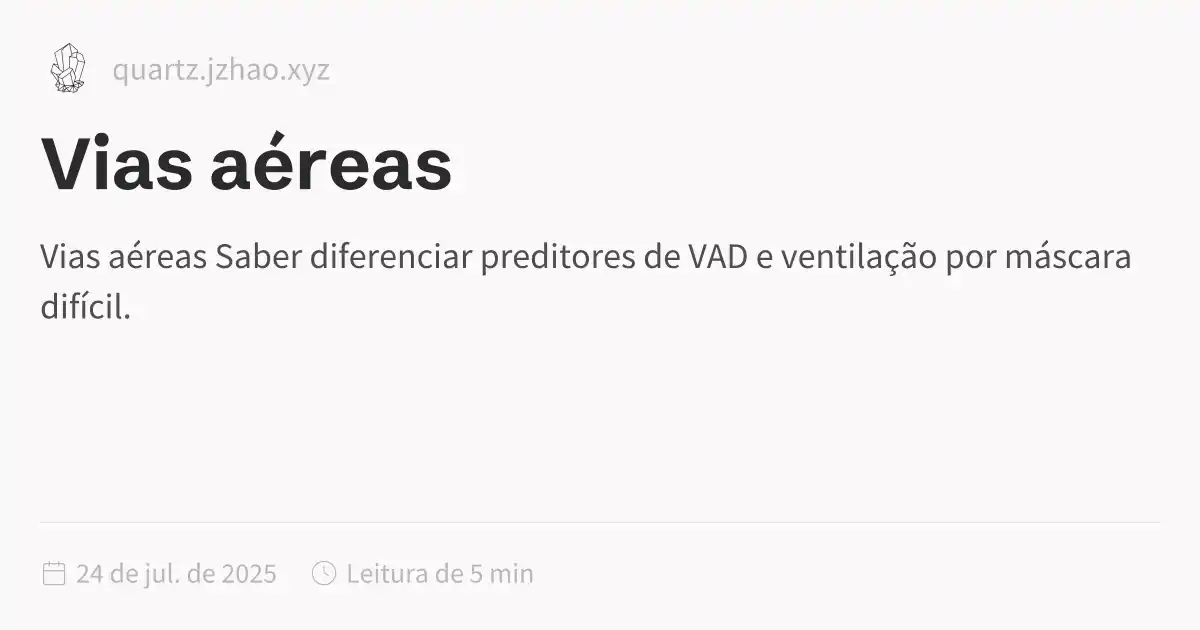 quartz.jzhao.xyz
Vias aéreas
Vias aéreas Saber diferenciar preditores de VAD e ventilação por máscara
difícil.
24 de jul. de 2025 Leitura de 5 min